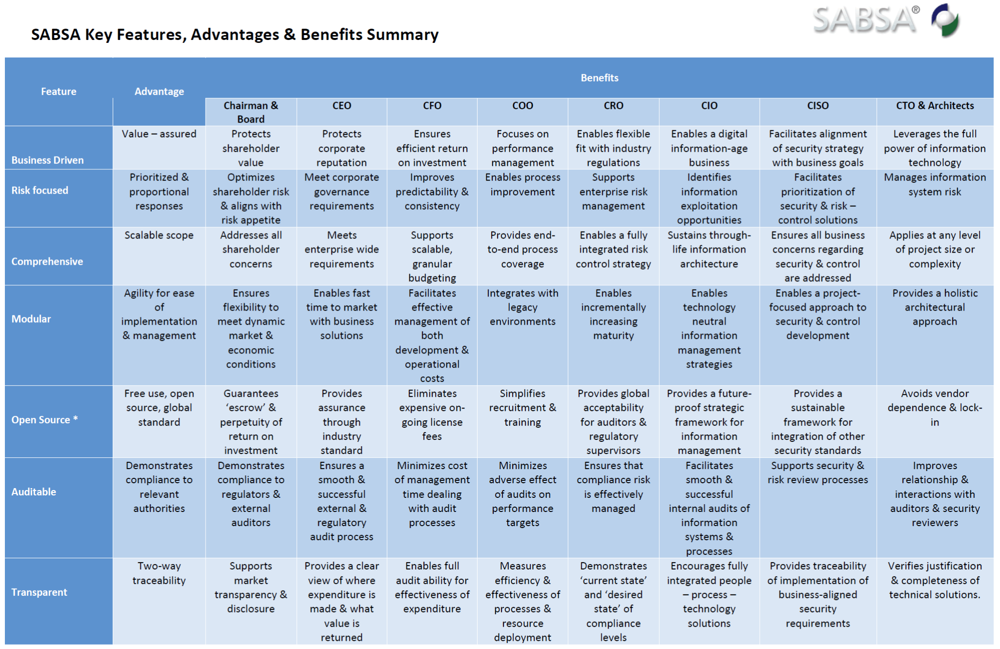 SABSA®
SABSA Key Features, Advantages & Benefits Summary
Feature
Advantage
Benefits
Chairman &
Board
CEO
CFO
COO
CRO
CIO
CISO
CTO & Architects
Business Driven
Value – assured
Protects
shareholder
value
Protects
corporate
reputation
Ensures
efficient return
on investment
Focuses on
performance
management
Enables flexible
fit with industry
regulations
Enables a digital
information-age
business
Facilitates alignment
of security strategy
with business goals
Leverages the full
power of information
technology
Risk focused
Prioritized &
proportional
responses
Optimizes
shareholder risk
& aligns with
risk appetite
Meet corporate
governance
requirements
Improves
predictability &
consistency
Enables process
improvement
Supports
enterprise risk
management
Identifies
information
exploitation
opportunities
Facilitates
prioritization of
security & risk –
control solutions
Manages information
system risk
Comprehensive
Scalable scope
Addresses all
shareholder
concerns
Meets
enterprise wide
requirements
Supports
scalable,
granular
budgeting
Provides end-
to-end process
coverage
Enables a fully
integrated risk
control strategy
Sustains through-
life information
architecture
Ensures all business
concerns regarding
security & control
are addressed
Applies at any level
of project size or
complexity
Modular
Agility for ease
of
implementation
& management
Ensures
flexibility to
meet dynamic
market &
economic
conditions
Enables fast
time to market
with business
solutions
Facilitates
effective
management of
both
development &
operational
costs
Integrates with
legacy
environments
Enables
incrementally
increasing
maturity
Enables
technology
neutral
information
management
strategies
Enables a project-
focused approach to
security & control
development
Provides a holistic
architectural
approach
Open Source *
Free use, open
source, global
standard
Guarantees
‘escrow’ &
perpetuity of
return on
investment
Provides
assurance
through
industry
standard
Eliminates
expensive on-
going license
fees
Simplifies
recruitment &
training
Provides global
acceptability
for auditors &
regulatory
supervisors
Provides a future-
proof strategic
framework for
information
management
Provides a
sustainable
framework for
integration of other
security standards
Avoids vendor
dependence & lock-
in
Auditable
Demonstrates
compliance to
relevant
authorities
Demonstrates
compliance to
regulators &
external
auditors
Ensures a
smooth &
successful
external &
regulatory
audit process
Minimizes cost
of management
time dealing
with audit
processes
Minimizes
adverse effect
of audits on
performance
targets
Ensures that
compliance risk
is effectively
managed
Facilitates
smooth &
successful
internal audits of
information
systems &
processes
Supports security &
risk review processes
Improves
relationship &
interactions with
auditors & security
reviewers
Transparent
Two-way
traceability
Supports
market
transparency &
disclosure
Provides a clear
view of where
expenditure is
made & what
value is
returned
Enables full
audit ability for
effectiveness of
expenditure
Measures
efficiency &
effectiveness of
processes &
resource
deployment
Demonstrates
‘current state’
and ‘desired
state’ of
compliance
levels
Encourages fully
integrated people
– process –
technology
solutions
Provides traceability
of implementation of
business-aligned
security
requirements
Verifies justification
& completeness of
technical solutions.